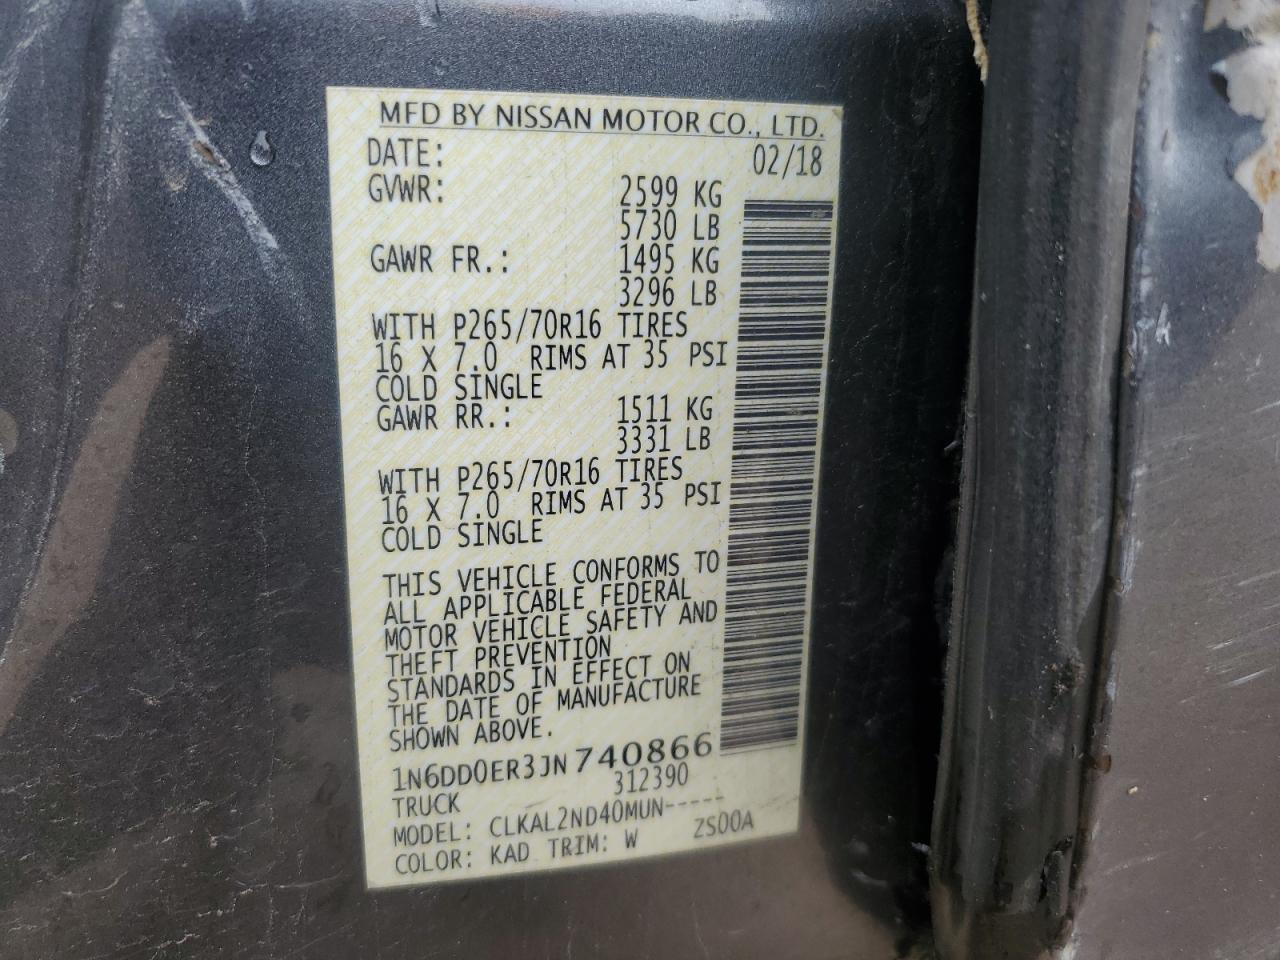 MFD BY NISSAN MOTOR CO., LTD.
DATE: 02/18
GVWR: 2599 KG
5730 LB
GAWR FR.: 1495 KG
3296 LB
WITH P265/70R16 TIRES
16 X 7.0 RIMS AT 35 PSI
COLD SINGLE
GAWR RR.: 1511 KG
3331 LB
WITH P265/70R16 TIRES
16 X 7.0 RIMS AT 35 PSI
COLD SINGLE
THIS VEHICLE CONFORMS TO
ALL APPLICABLE FEDERAL
MOTOR VEHICLE SAFETY AND
THEFT PREVENTION
STANDARDS IN EFFECT ON
THE DATE OF MANUFACTURE
SHOWN ABOVE.
1N6DD0ER3JN740866
TRUCK 312390
MODEL: CLKAL2ND40MUN-----
COLOR: KAD TRIM: W ZS00A